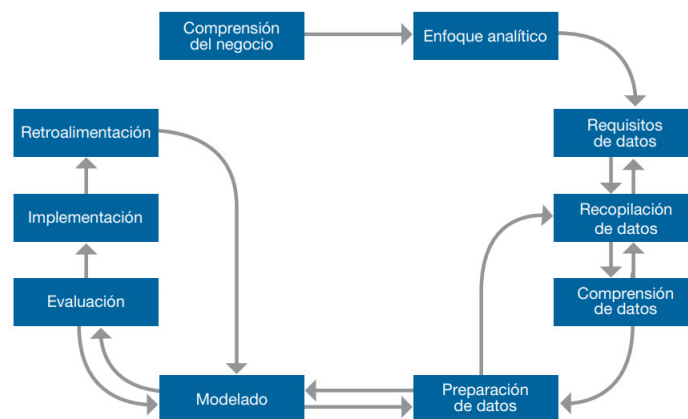 Comprensión
del negocio
Enfoque analítico
Requisitos
de datos
Recopilación
de datos
Comprensión
de datos
Preparación
de datos
Modelado
Evaluación
Implementación
Retroalimentación